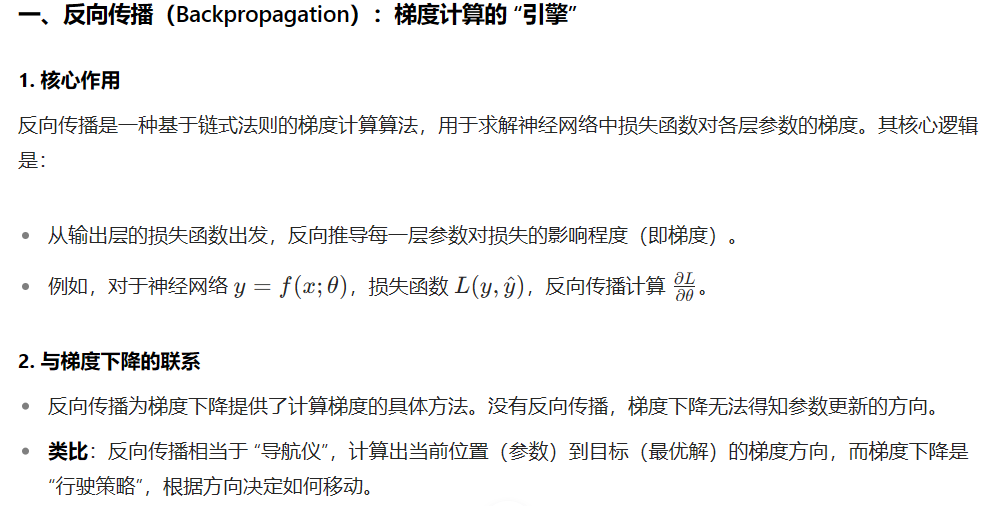 一、反向传播（Backpropagation）：梯度计算的 “引擎”
1. 核心作用
反向传播是一种基于链式法则的梯度计算算法，用于求解神经网络中损失函数对各层参数的梯度。其核心逻辑
是：
从输出层的损失函数出发，反向推导每一层参数对损失的影响程度（即梯度）。
例如，对于神经网络 y = f(x; θ)，损失函数 L(y, ŷ)，反向传播计算 ∂L/∂θ。
2. 与梯度下降的联系
反向传播为梯度下降提供了计算梯度的具体方法。没有反向传播，梯度下降无法得知参数更新的方向。
类比：反向传播相当于 “导航仪”，计算出当前位置（参数）到目标（最优解）的梯度方向，而梯度下降是
“行驶策略”，根据方向决定如何移动。